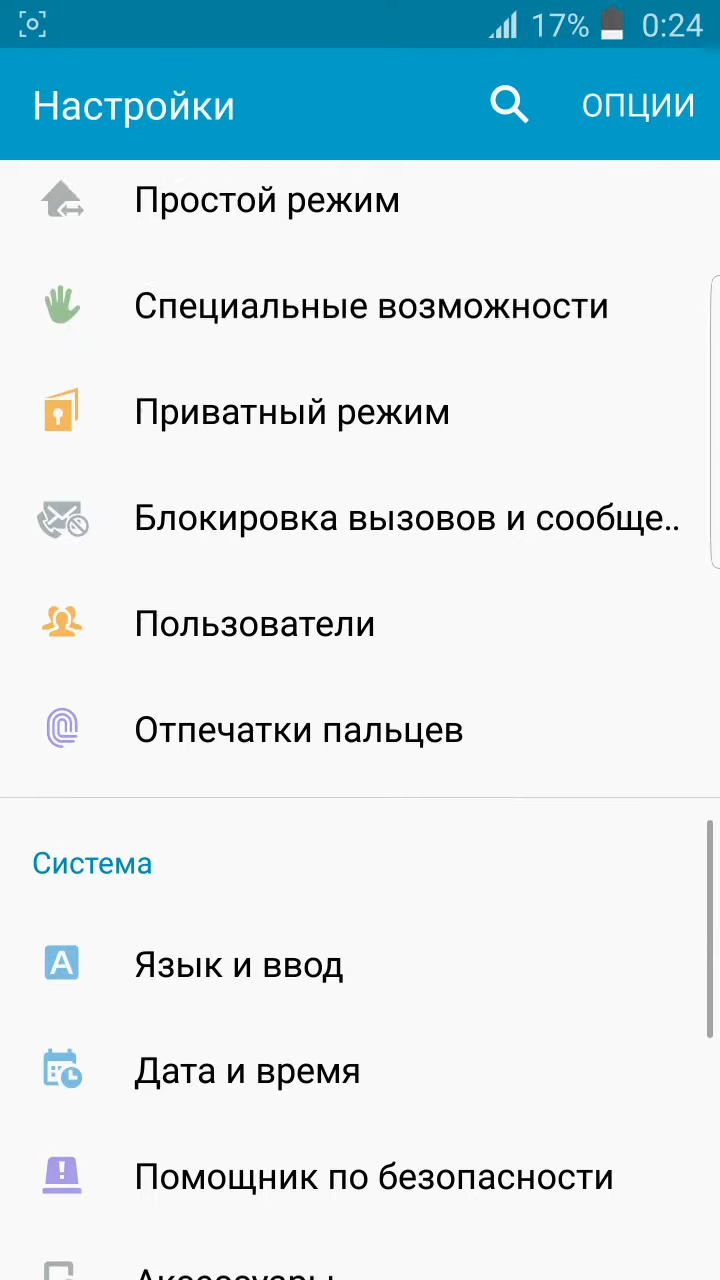 17% 0:24
Настройки ОПЦИИ
Простой режим
Специальные возможности
Приватный режим
Блокировка вызовов и сообще..
Пользователи
Отпечатки пальцев
Система
A Язык и ввод
Дата и время
Помощник по безопасности
Аксессуары